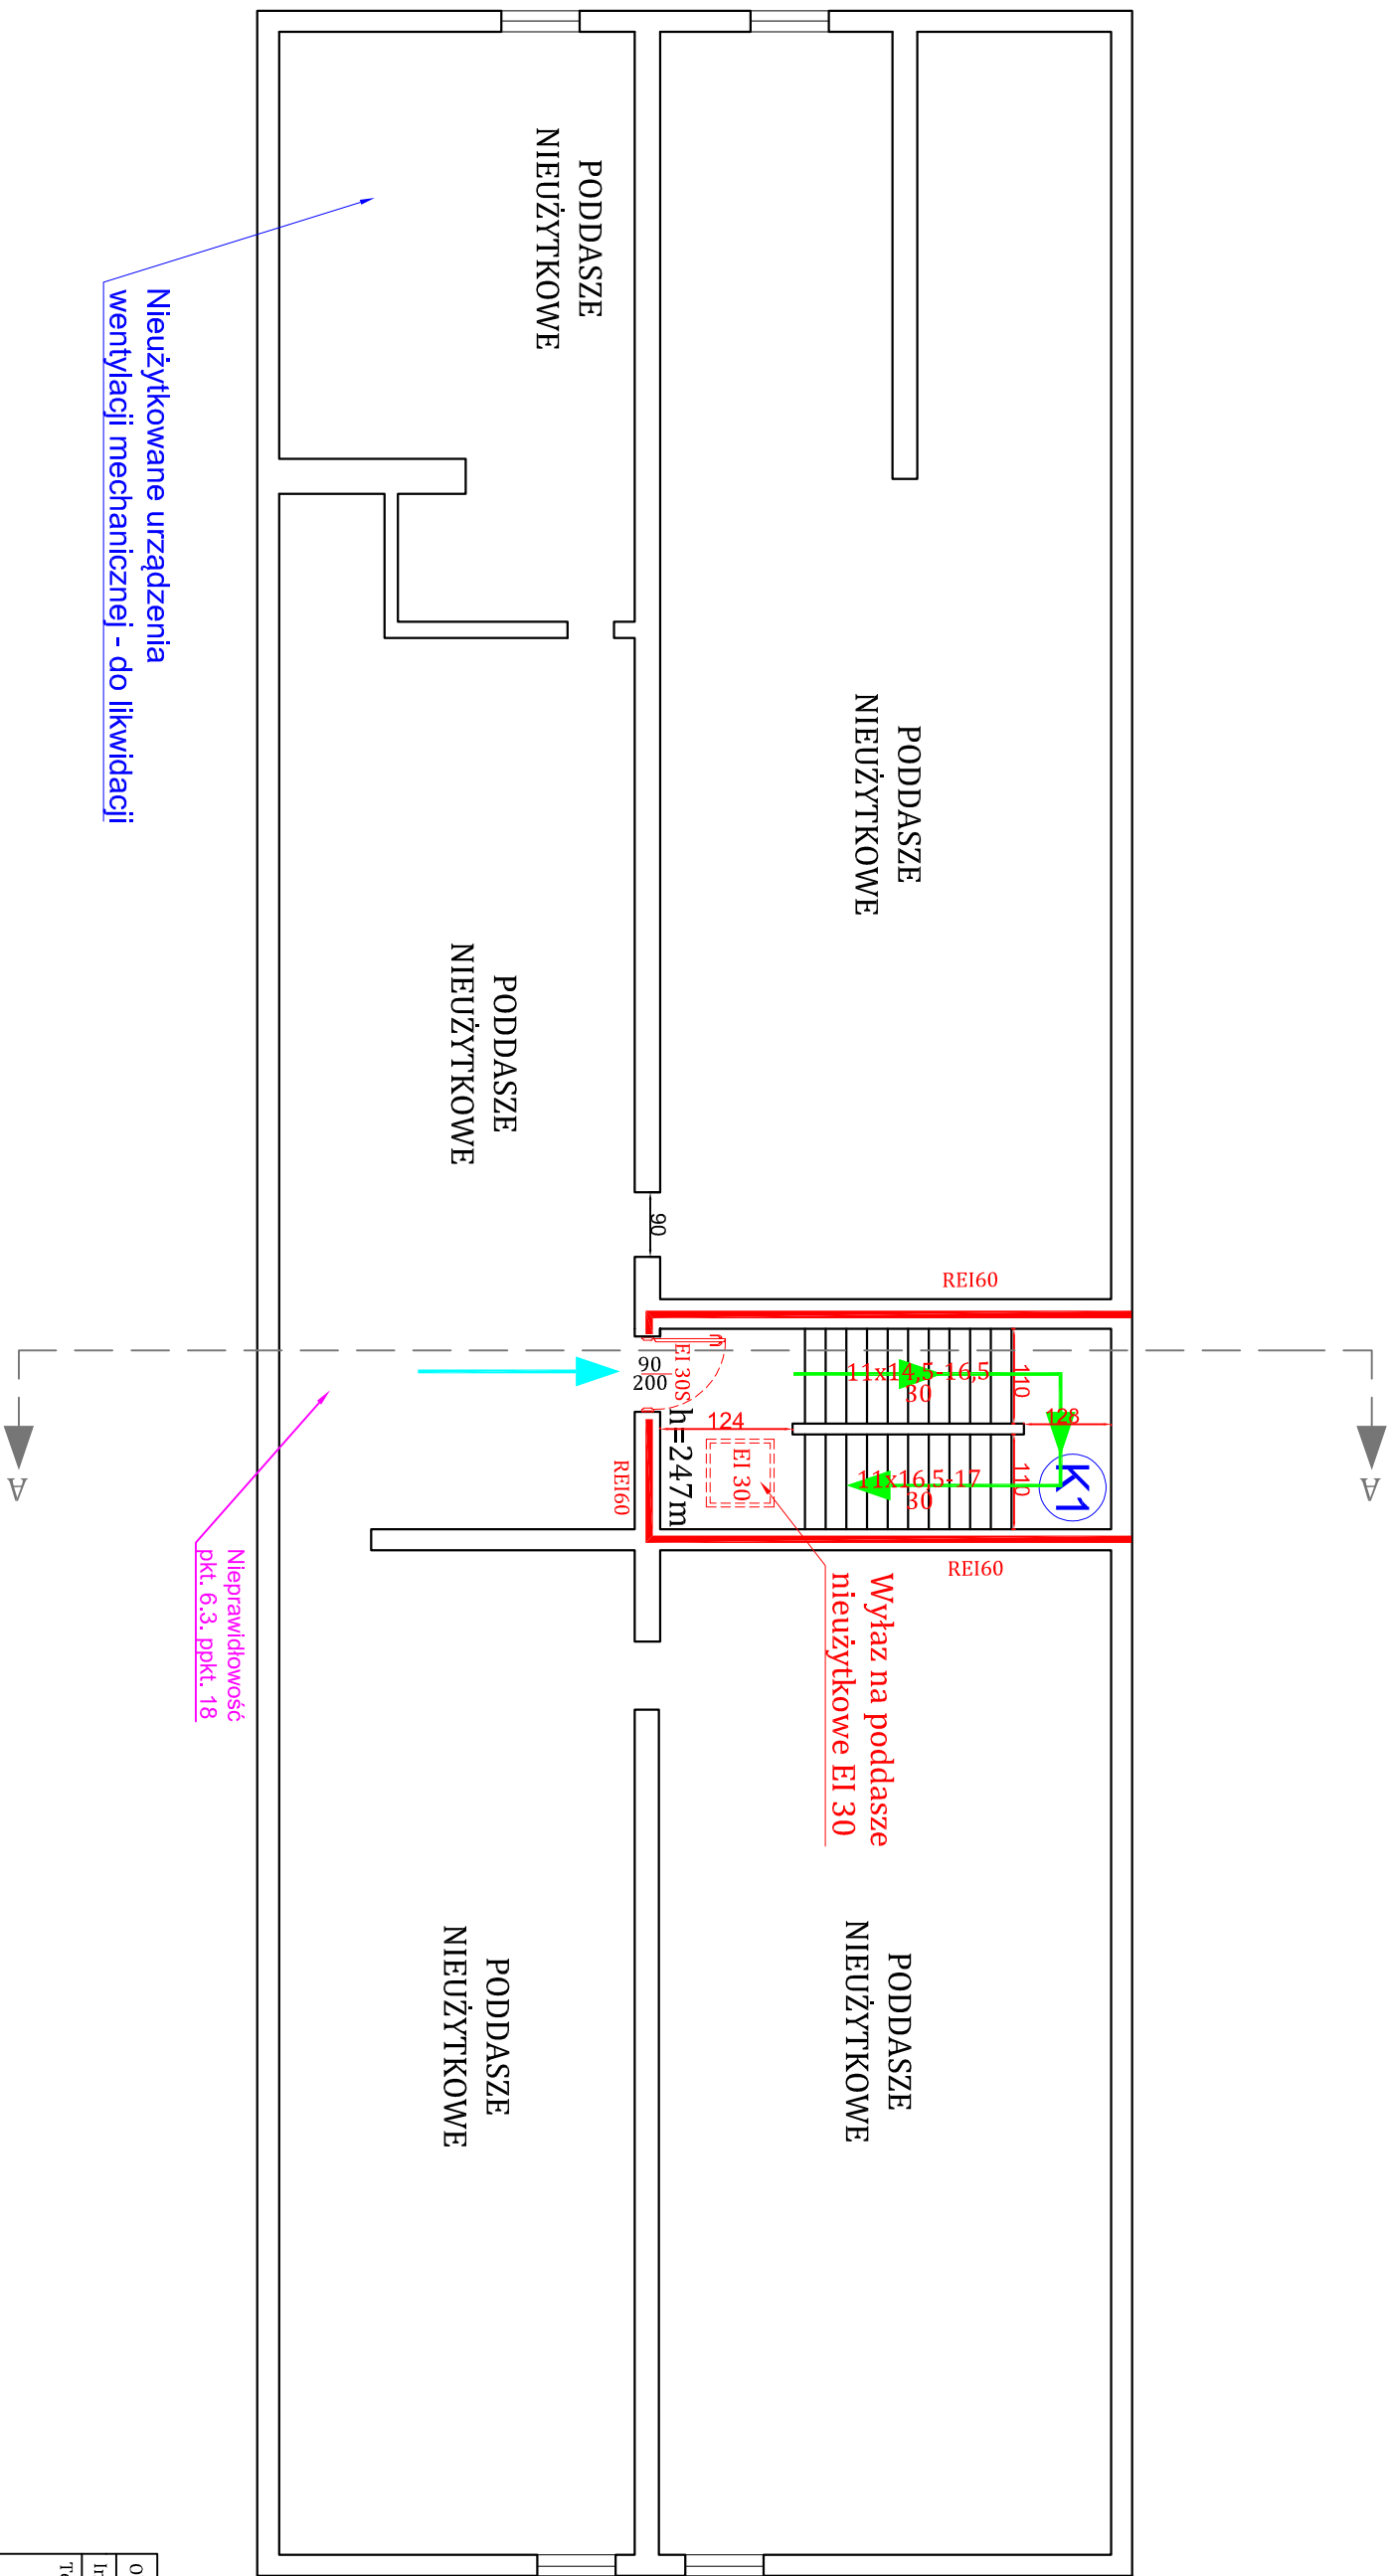 PODDASZE
NIEUŻYTKOWE
PODDASZE
NIEUŻYTKOWE
Nieużytkowane urządzenia
wentylacji mechanicznej - do likwidacji
PODDASZE
NIEUŻYTKOWE
90
REI60
90
200
EI 30S
h=247m
124
EI 30
REI60
11x14,5-16,5
30
110
128
11x16,5-17
30
110
K1
REI60
A
A
Nieprawidłowość
pkt. 6.3. ppkt. 18
Wyłaz na poddasze
nieużytkowe EI 30
PODDASZE
NIEUŻYTKOWE
PODDASZE
NIEUŻYTKOWE